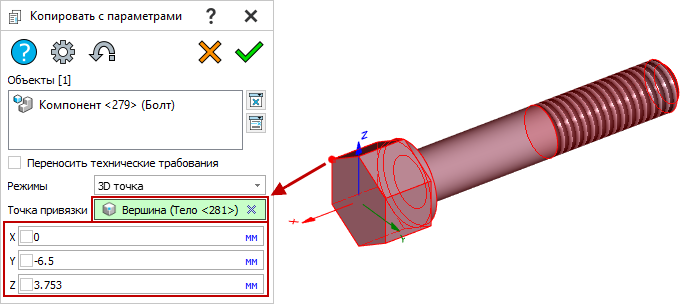 Копировать с параметрами ? ×
?
Объекты [1]
Компонент <279> (Болт)
Переносить технические трабования
Режимы 3D точка
Точка привязки Вершина (Тело <281>)
X 0 мм
Y -6.5 мм
Z 3.753 мм
Z
X
Y